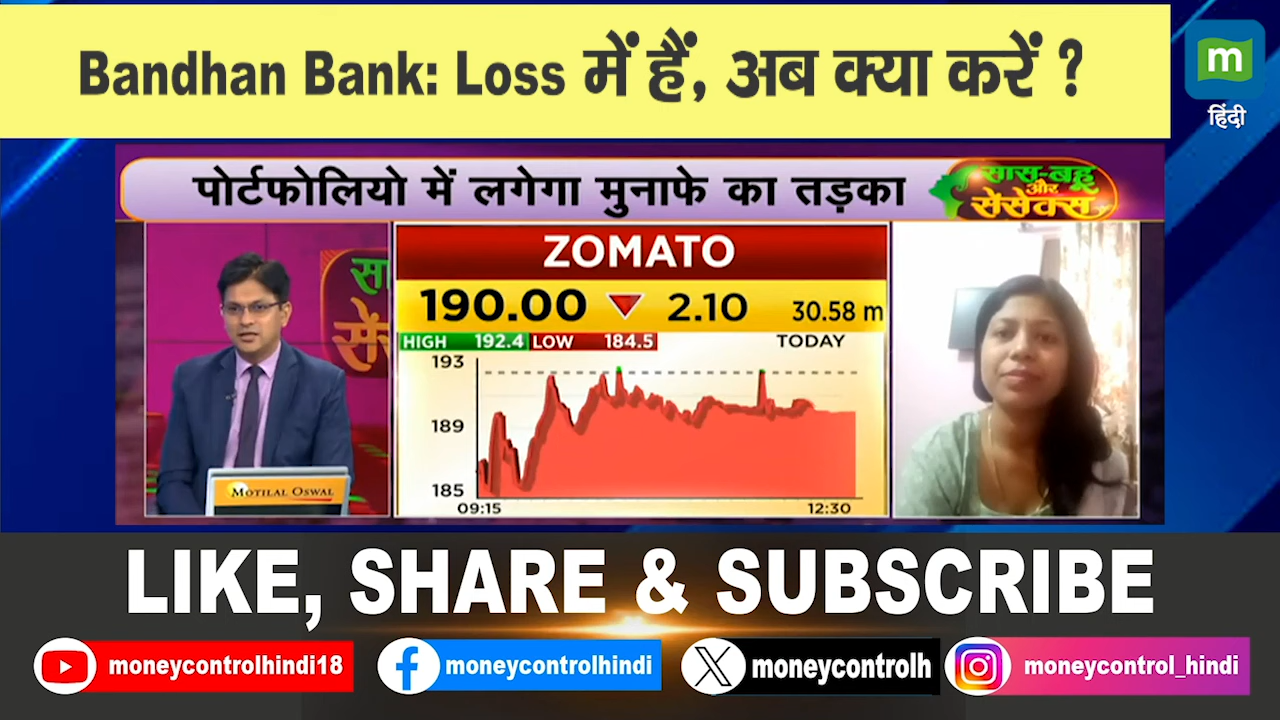 Bandhan Bank: Loss में हैं, अब क्या करें ?
m
हिंदी
पोर्टफोलियो में लगेगा मुनाफे का तड़का
सास-बहू
और
सेंसेक्स
ZOMATO
190.00 ▼ 2.10 30.58 m
HIGH 192.4 LOW 184.5 TODAY
193
189
185
09:15 12:30
MOTILAL OSWAL
LIKE, SHARE & SUBSCRIBE
moneycontrolhindi18 moneycontrolhindi moneycontrolh moneycontrol_hindi